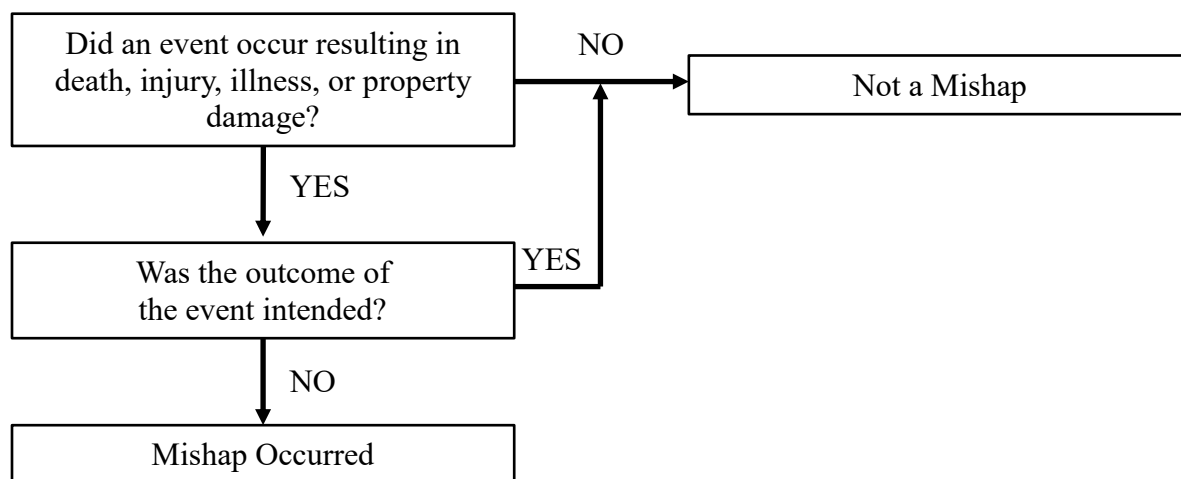 Did an event occur resulting in
death, injury, illness, or property
damage?
NO
Not a Mishap
YES
Was the outcome of
the event intended?
YES
NO
Mishap Occurred